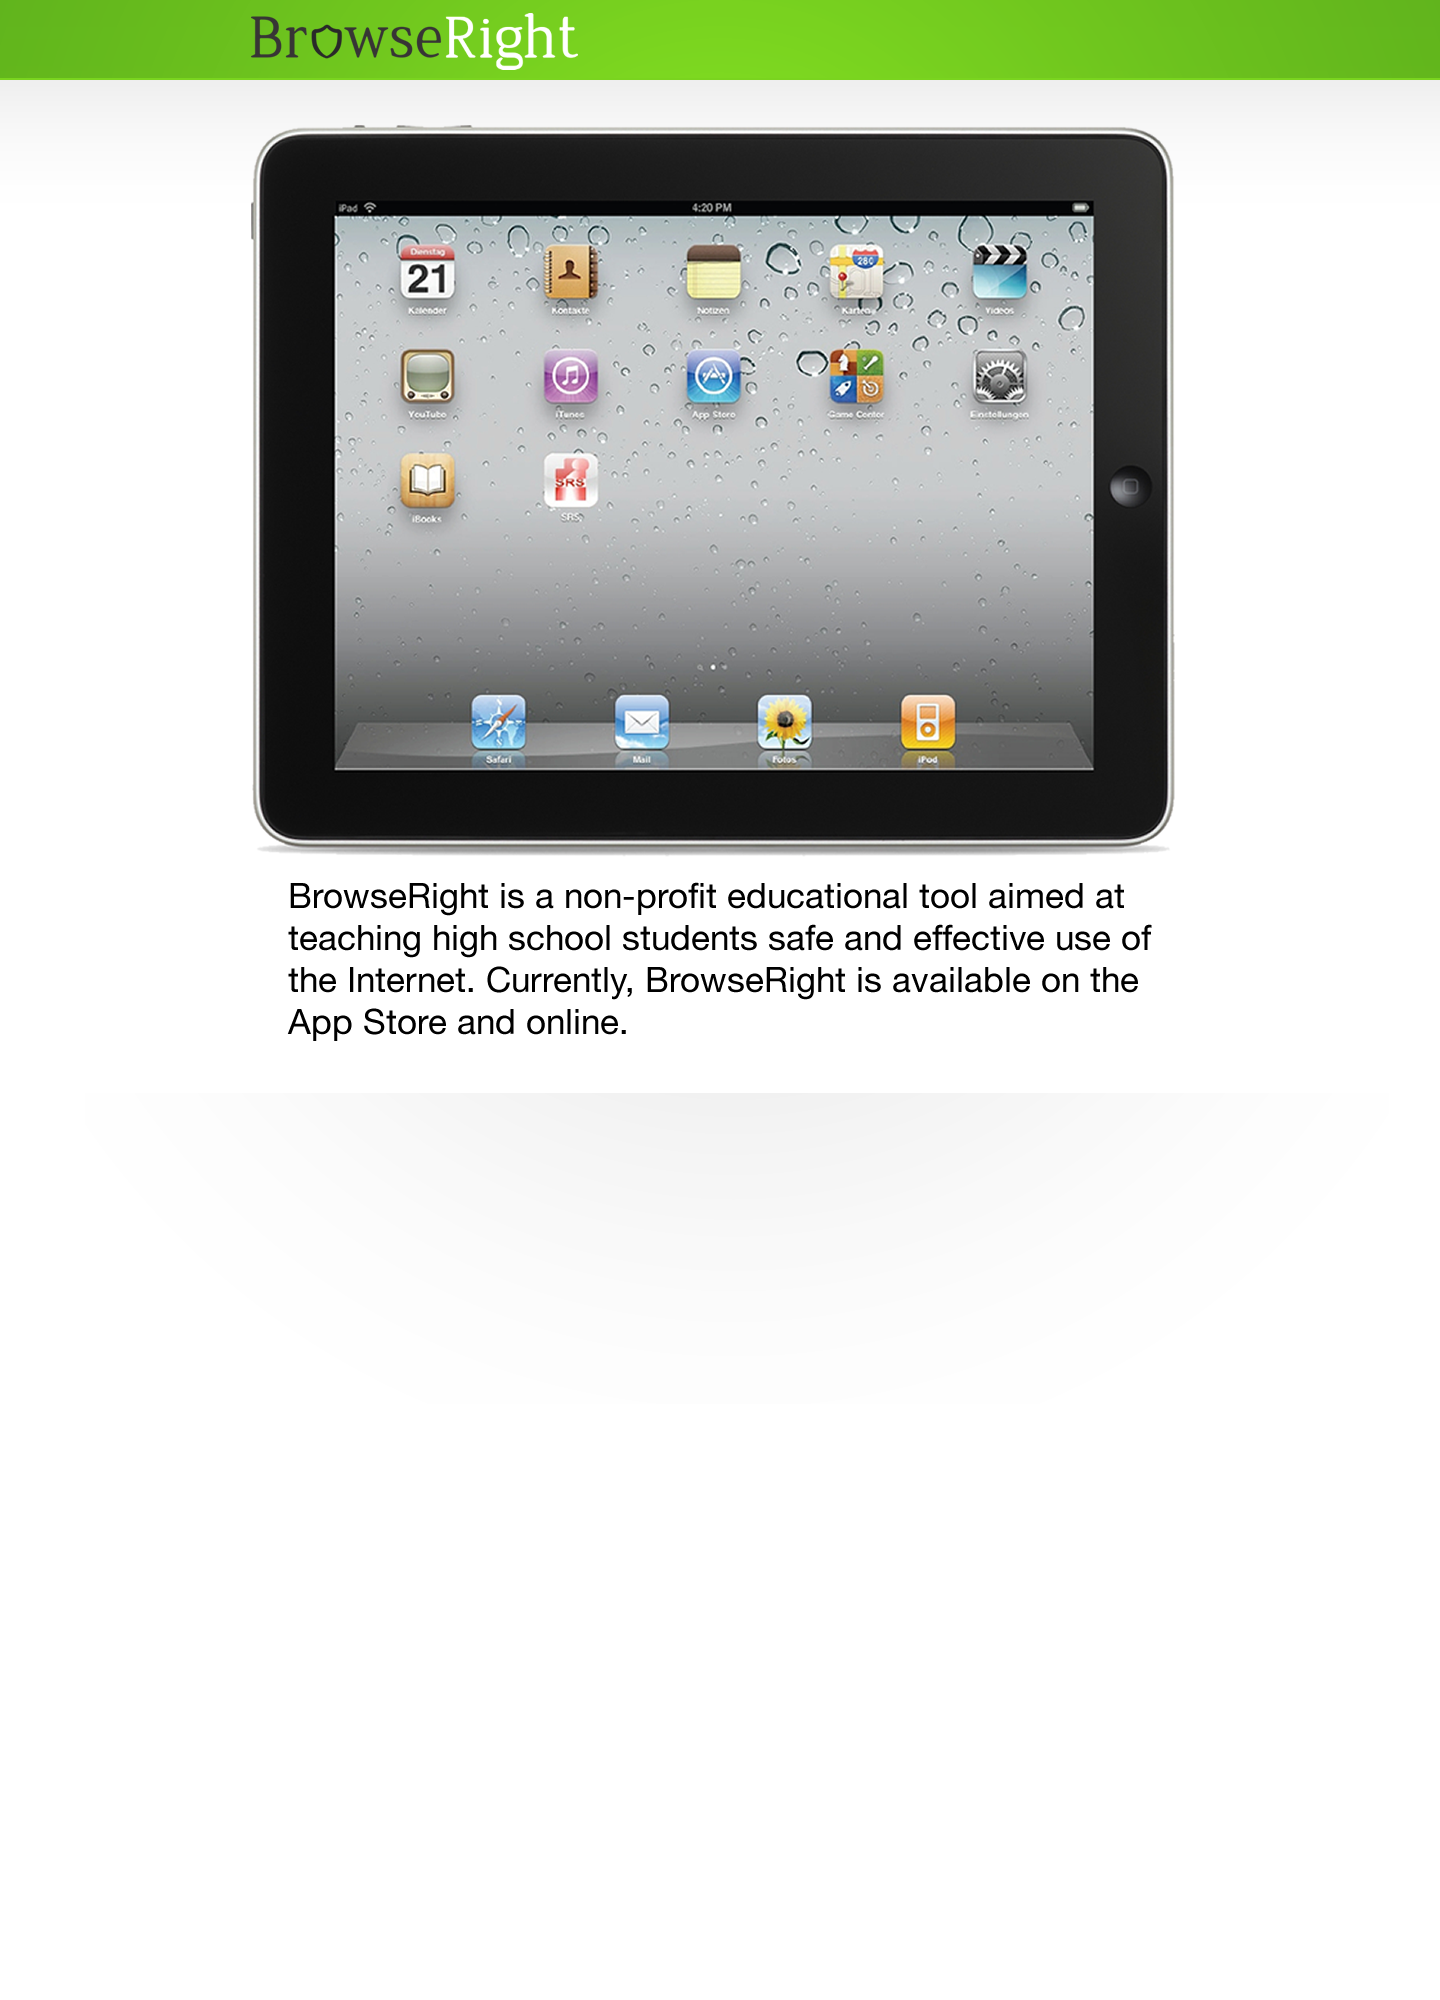 BrowseRight
iPad 4:20 PM
Dienstag
21
280
Kalender Kontakte Notizen Karten Videos
YouTube iTunes App Store Game Center Einstellungen
SRS
iBooks SRS
Safari Mail Fotos iPod
BrowseRight is a non-profit educational tool aimed at
teaching high school students safe and effective use of
the Internet. Currently, BrowseRight is available on the
App Store and online.